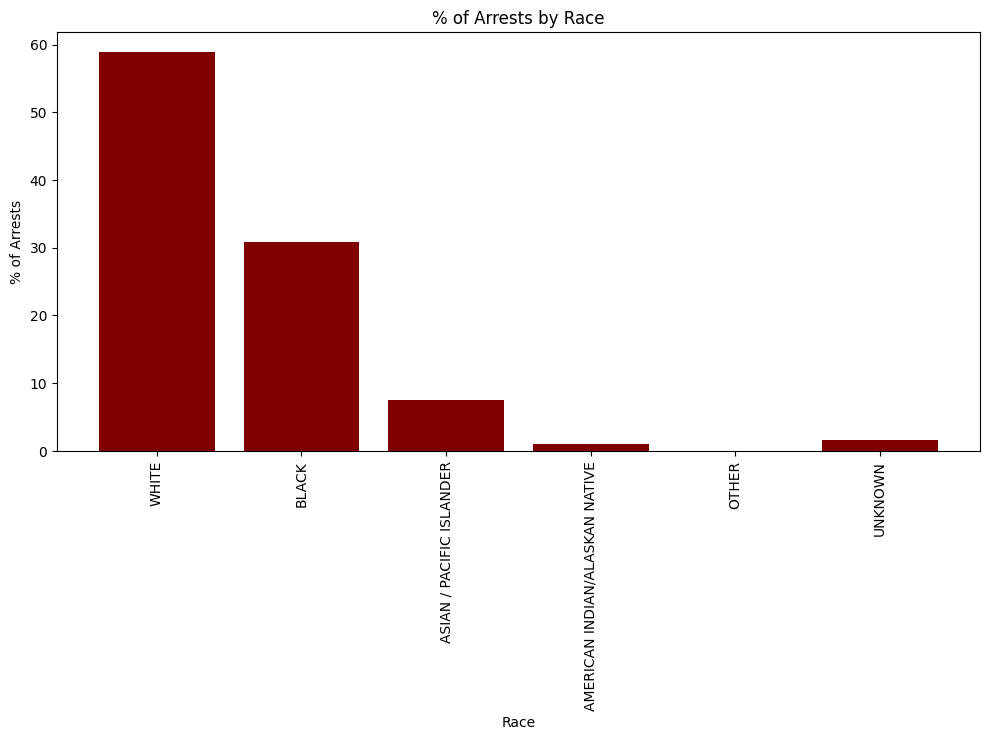 % of Arrests by Race
% of Arrests
60
50
40
30
20
10
0
WHITE
BLACK
ASIAN / PACIFIC ISLANDER
AMERICAN INDIAN/ALASKAN NATIVE
OTHER
UNKNOWN
Race